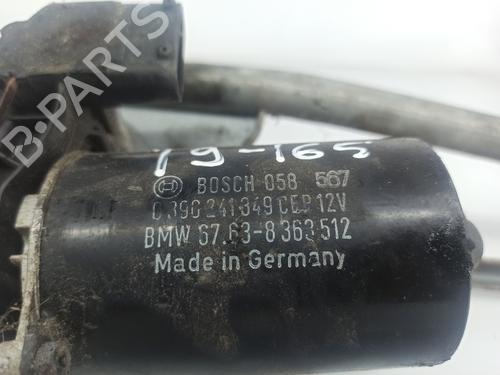 B-PARTS
19-165
BOSCH 058 567
0 390 241 349 CEP 12V
BMW 67.63-8 363 512
Made in Germany